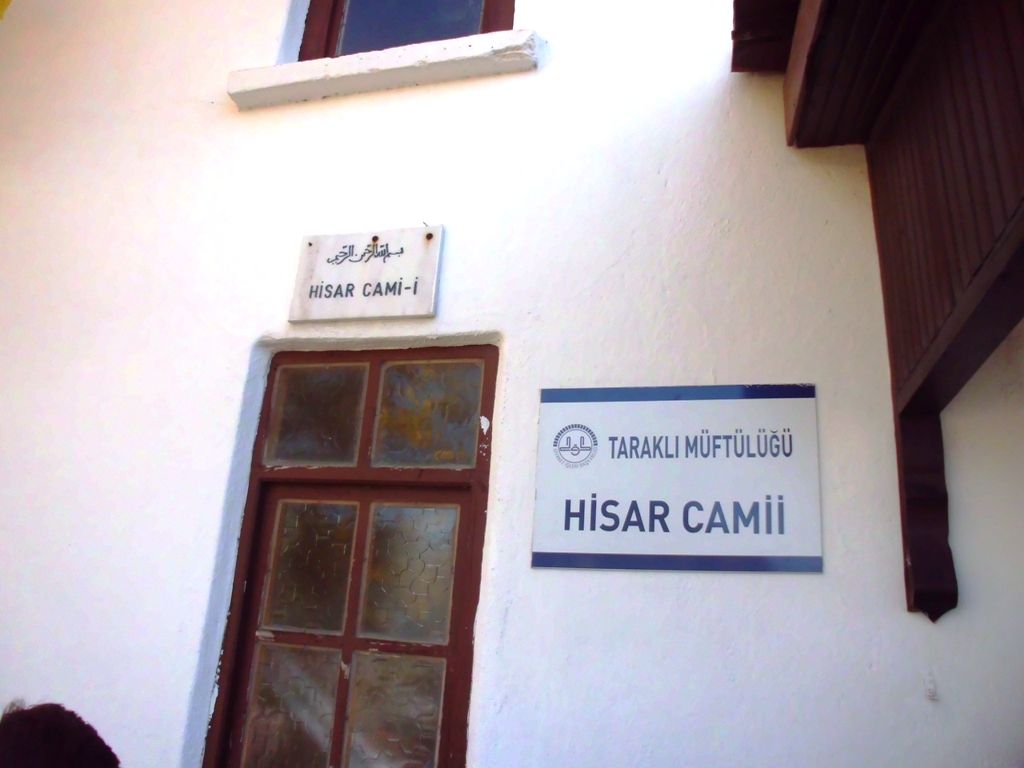 بسم الله الرحمن الرحيم
HİSAR CAMİ-İ
TARAKLI MÜFTÜLÜĞÜ
HİSAR CAMİİ